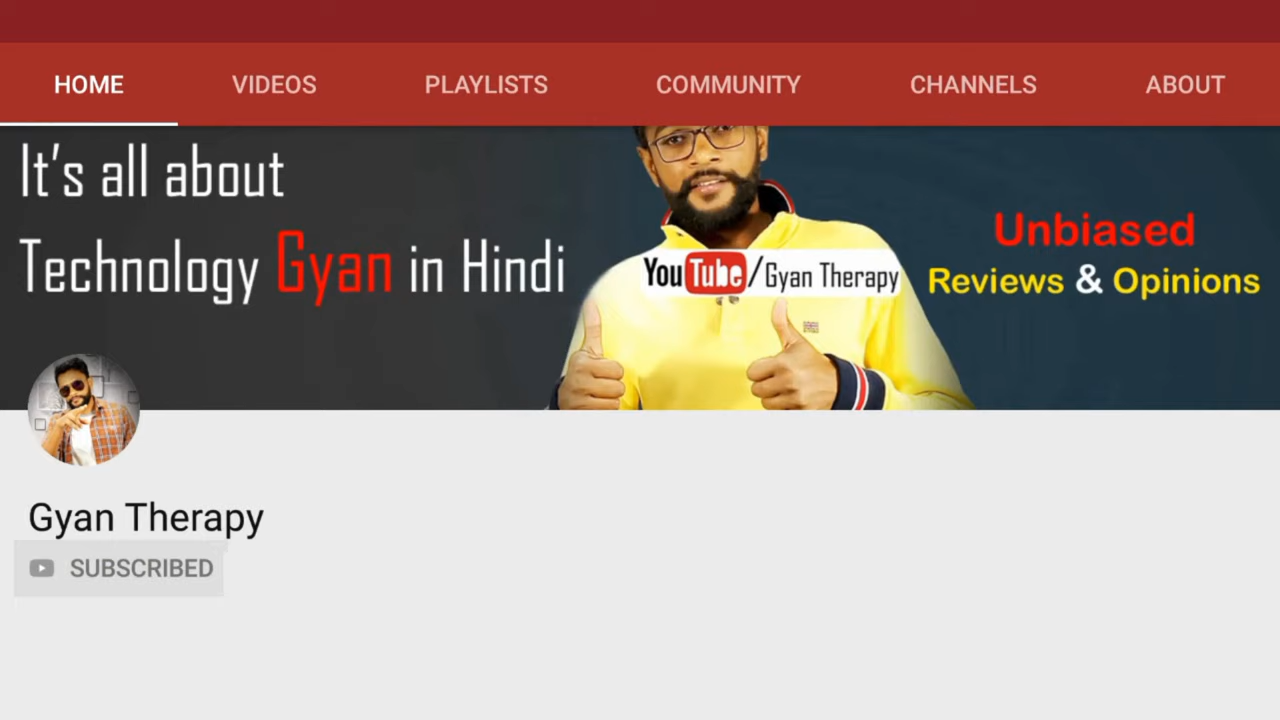 HOME VIDEOS PLAYLISTS COMMUNITY CHANNELS ABOUT
It's all about
Technology Gyan in Hindi
YouTube/Gyan Therapy
Unbiased
Reviews & Opinions
Gyan Therapy
SUBSCRIBED